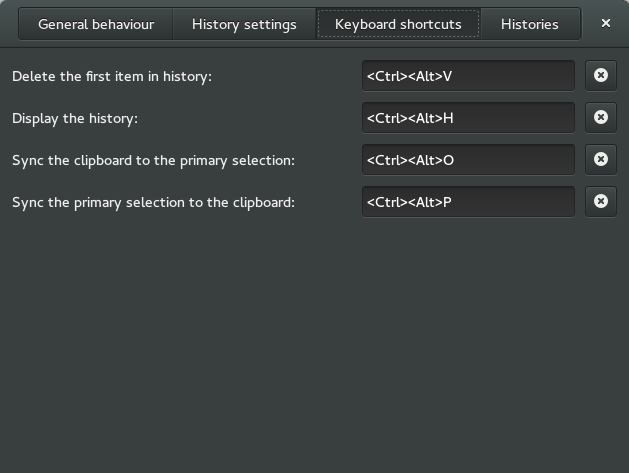 General behaviour History settings Keyboard shortcuts Histories
Delete the first item in history: <Ctrl><Alt>V
Display the history: <Ctrl><Alt>H
Sync the clipboard to the primary selection: <Ctrl><Alt>O
Sync the primary selection to the clipboard: <Ctrl><Alt>P